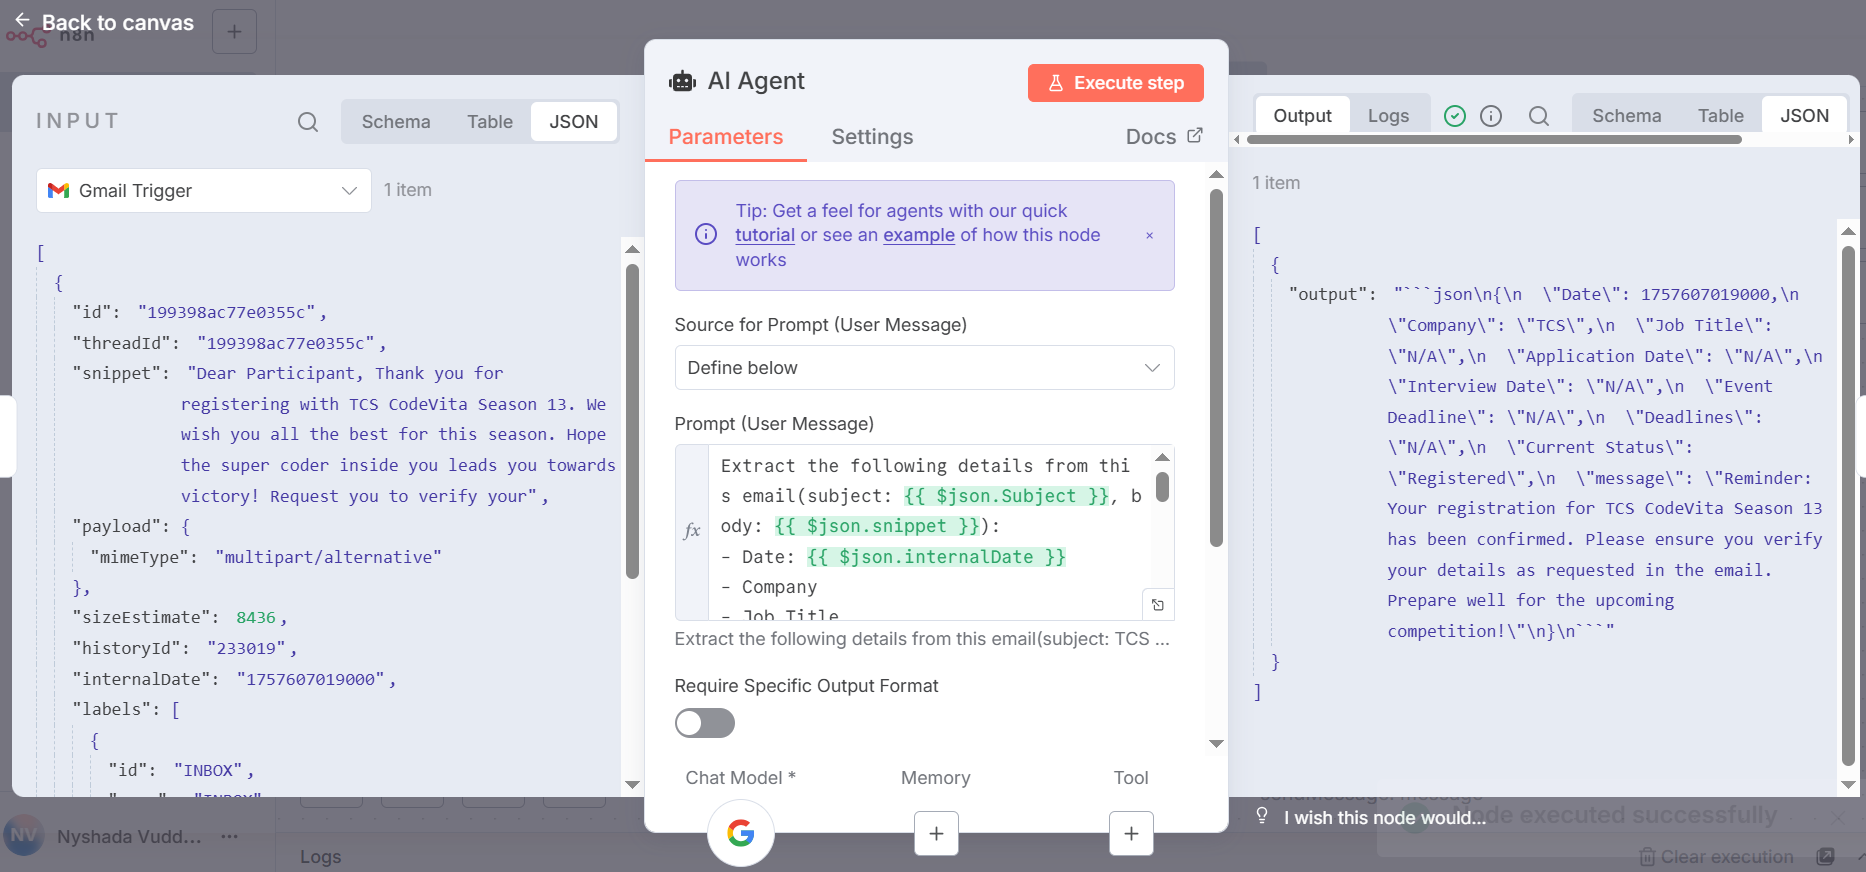 Back to canvas
n8n
INPUT
Schema
Table
JSON
Gmail Trigger
1 item
[
{
"id": "199398ac77e0355c",
"threadId": "199398ac77e0355c",
"snippet": "Dear Participant, Thank you for
registering with TCS CodeVita Season 13. We
wish you all the best for this season. Hope
the super coder inside you leads you towards
victory! Request you to verify your",
"payload": {
"mimeType": "multipart/alternative"
},
"sizeEstimate": 8436,
"historyId": "233019",
"internalDate": "1757607019000",
"labels": [
{
"id": "INBOX",
AI Agent
Execute step
Parameters
Settings
Docs
Tip: Get a feel for agents with our quick
tutorial or see an example of how this node
works
×
Source for Prompt (User Message)
Define below
Prompt (User Message)
fx
Extract the following details from thi
s email(subject: {{ $json.Subject }}, b
ody: {{ $json.snippet }}):
- Date: {{ $json.internalDate }}
- Company
- Job Title
Extract the following details from this email(subject: TCS ...
Require Specific Output Format
Chat Model *
Memory
Tool
Output
Logs
Schema
Table
JSON
1 item
[
{
"output": "```json\n{\n  \"Date\": 1757607019000,\n
\"Company\": \"TCS\",\n  \"Job Title\":
\"N/A\",\n  \"Application Date\": \"N/A\",\n
\"Interview Date\": \"N/A\",\n  \"Event
Deadline\": \"N/A\",\n  \"Deadlines\":
\"N/A\",\n  \"Current Status\":
\"Registered\",\n  \"message\": \"Reminder:
Your registration for TCS CodeVita Season 13
has been confirmed. Please ensure you verify
your details as requested in the email.
Prepare well for the upcoming
competition!\"\n}\n```"
}
]
I wish this node would...
Node executed successfully
NV
Nyshada Vudd...
Logs
Clear execution